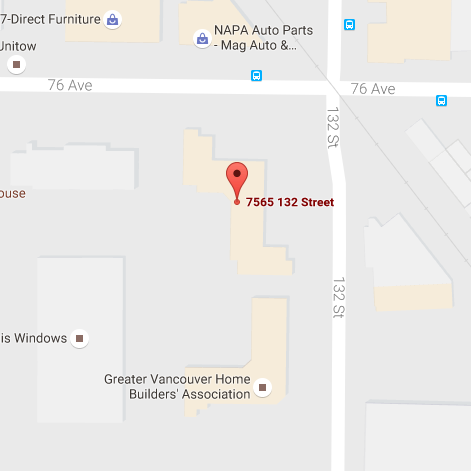 7-Direct Furniture
NAPA Auto Parts
- Mag Auto &...
Unitow
76 Ave
76 Ave
132 St
ouse
7565 132 Street
132 St
is Windows
Greater Vancouver Home
Builders' Association